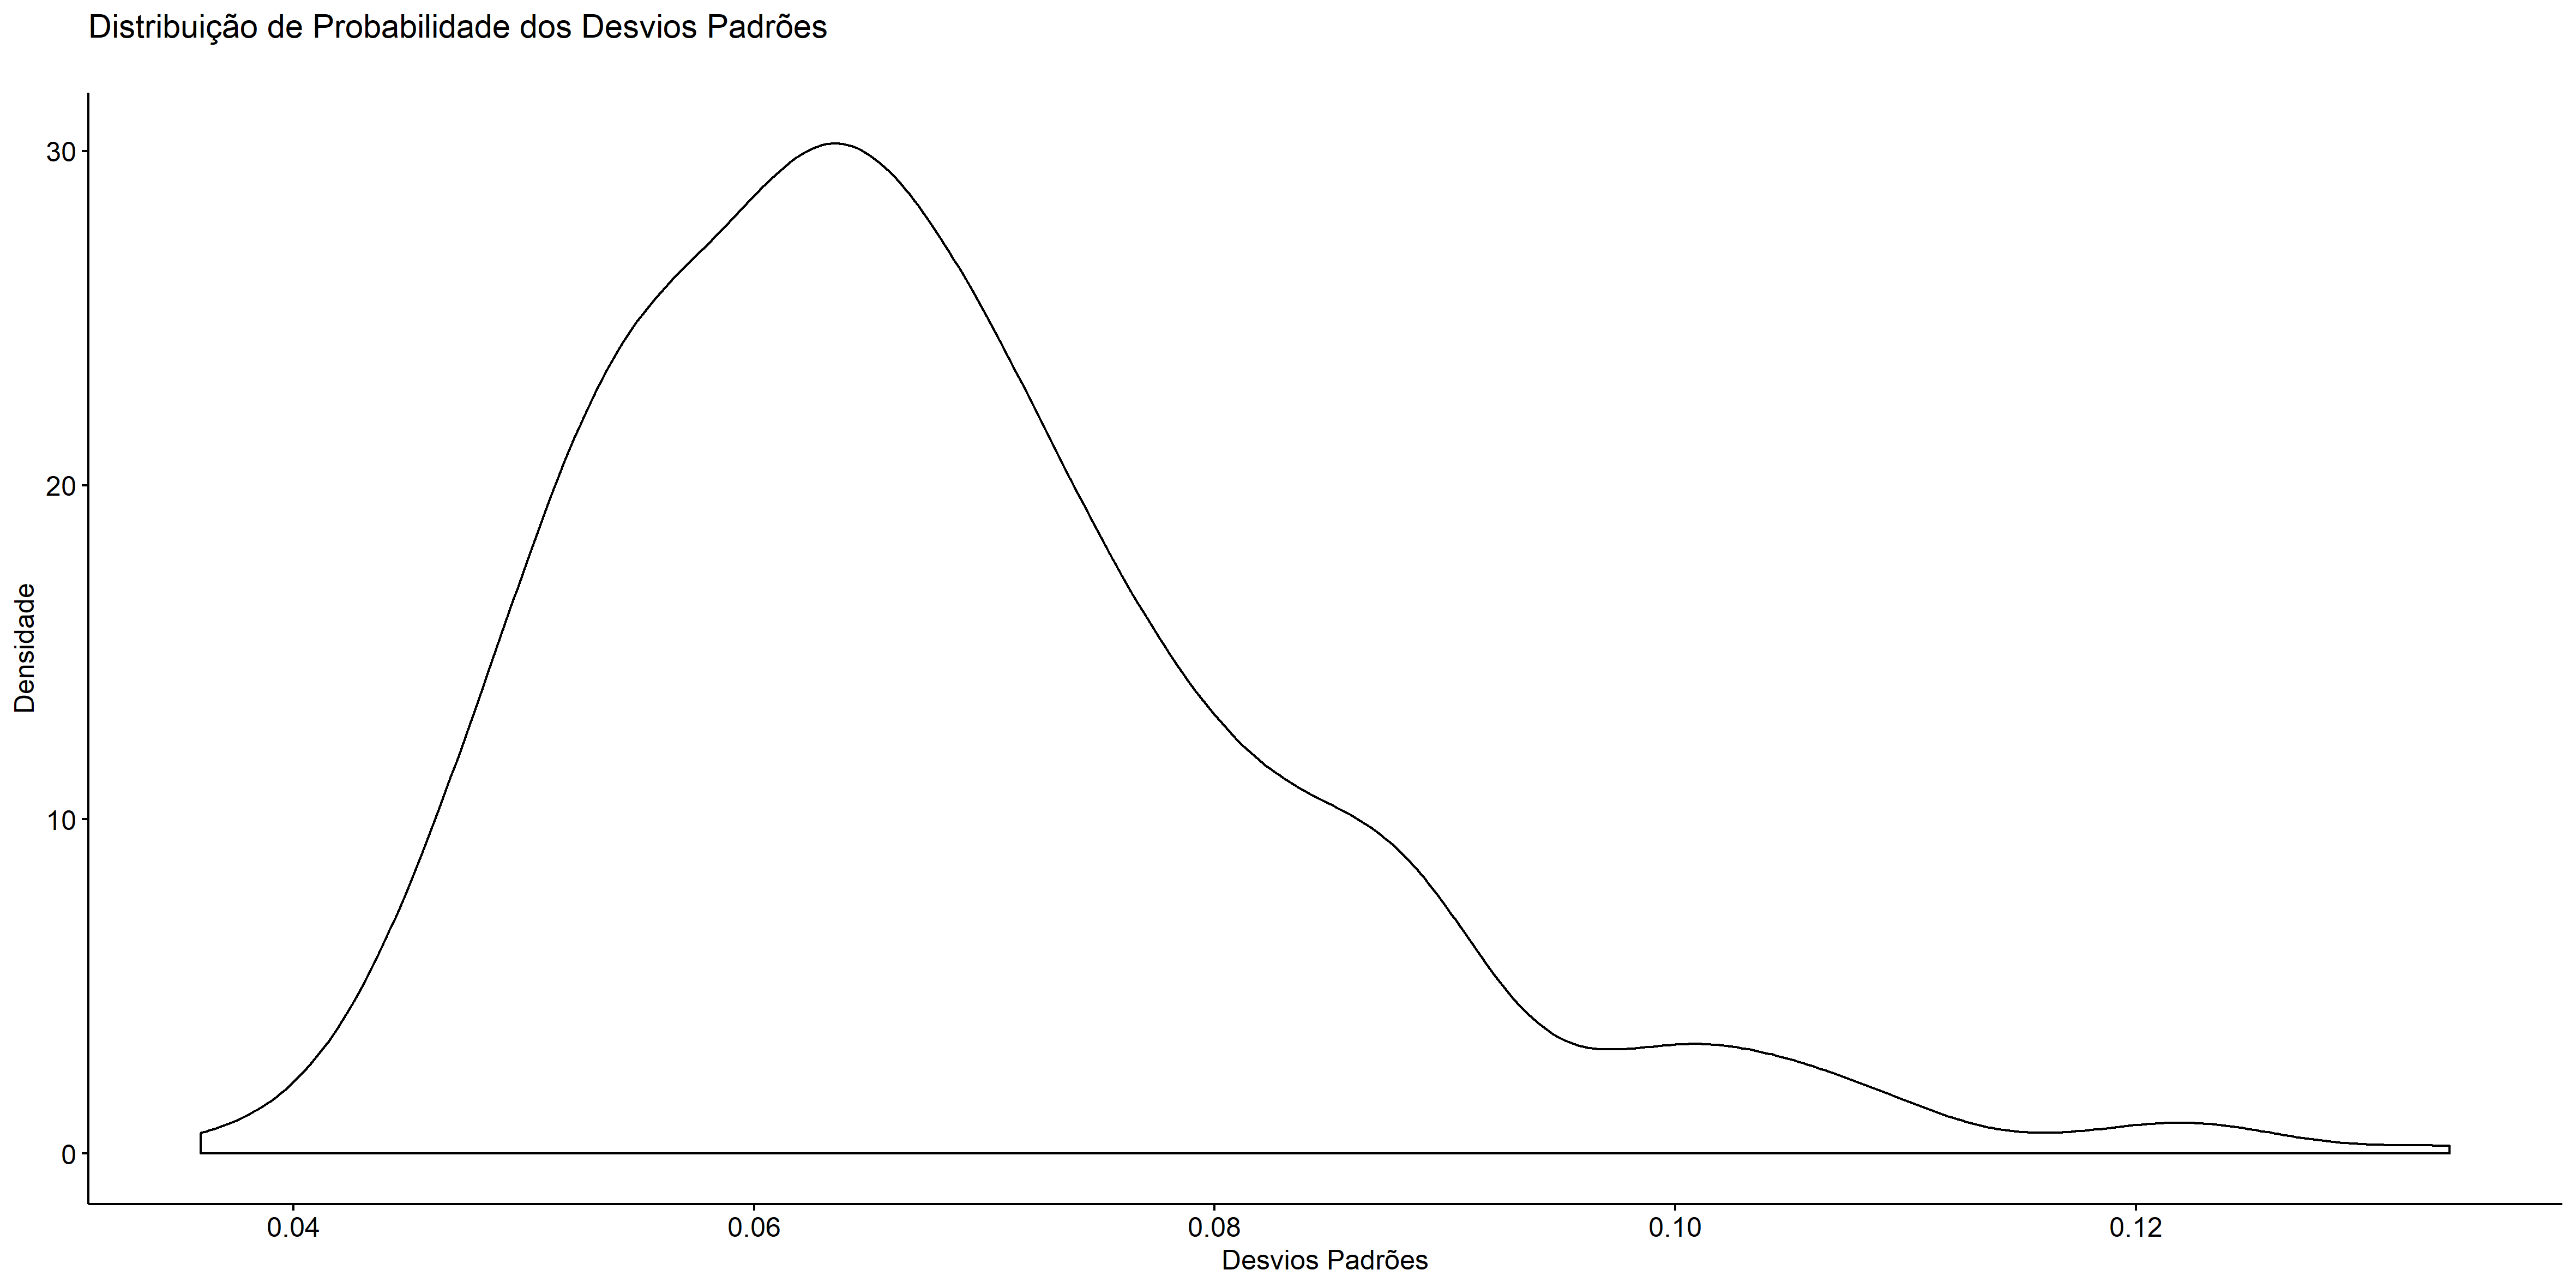 Distribuição de Probabilidade dos Desvios Padrões
30
20
10
0
Densidade
0.04 0.06 0.08 0.10 0.12
Desvios Padrões